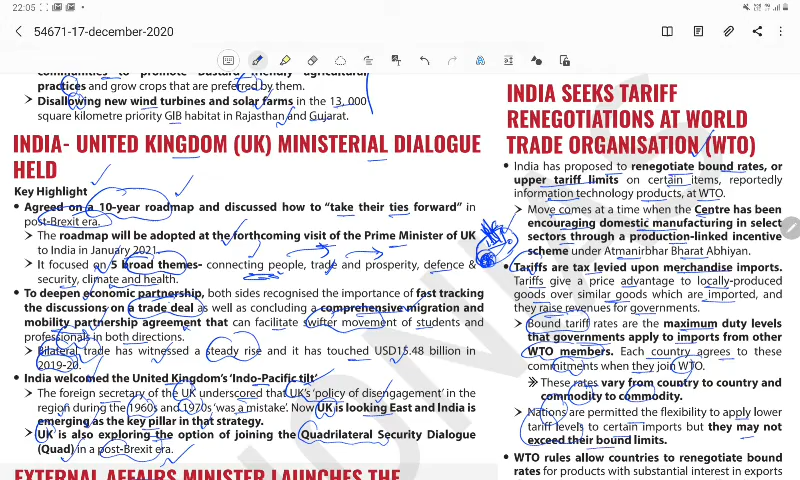 22:05
54671-17-december-2020
communities to promote bustard-friendly agricultural
practices and grow crops that are preferred by them.
➤ Disallowing new wind turbines and solar farms in the 13, 000
square kilometre priority GIB habitat in Rajasthan and Gujarat.
INDIA- UNITED KINGDOM (UK) MINISTERIAL DIALOGUE
HELD
Key Highlight
• Agreed on a 10-year roadmap and discussed how to “take their ties forward” in
post-Brexit era.
➤ The roadmap will be adopted at the forthcoming visit of the Prime Minister of UK
to India in January 2021.
➤ It focused on 5 broad themes- connecting people, trade and prosperity, defence &
security, climate and health.
• To deepen economic partnership, both sides recognised the importance of fast tracking
the discussions on a trade deal as well as concluding a comprehensive migration and
mobility partnership agreement that can facilitate swifter movement of students and
professionals in both directions.
➤ Bilateral trade has witnessed a steady rise and it has touched USD15.48 billion in
2019-20.
• India welcomed the United Kingdom’s ‘Indo-Pacific tilt’
➤ The foreign secretary of the UK underscored that UK’s ‘policy of disengagement’ in the
region during the 1960s and 1970s ‘was a mistake’. Now UK is looking East and India is
emerging as the key pillar in that strategy.
➤ UK is also exploring the option of joining the Quadrilateral Security Dialogue
(Quad) in a post-Brexit era.
EXTERNAL AFFAIRS MINISTER LAUNCHES THE
INDIA SEEKS TARIFF
RENEGOTIATIONS AT WORLD
TRADE ORGANISATION (WTO)
• India has proposed to renegotiate bound rates, or
upper tariff limits on certain items, reportedly
information technology products, at WTO.
➤ Move comes at a time when the Centre has been
encouraging domestic manufacturing in select
sectors through a production-linked incentive
scheme under Atmanirbhar Bharat Abhiyan.
• Tariffs are tax levied upon merchandise imports.
Tariffs give a price advantage to locally-produced
goods over similar goods which are imported, and
they raise revenues for governments.
➤ Bound tariff rates are the maximum duty levels
that governments apply to imports from other
WTO members. Each country agrees to these
commitments when they join WTO.
» These rates vary from country to country and
commodity to commodity.
➤ Nations are permitted the flexibility to apply lower
tariff levels to certain imports but they may not
exceed their bound limits.
• WTO rules allow countries to renegotiate bound
rates for products with substantial interest in exports